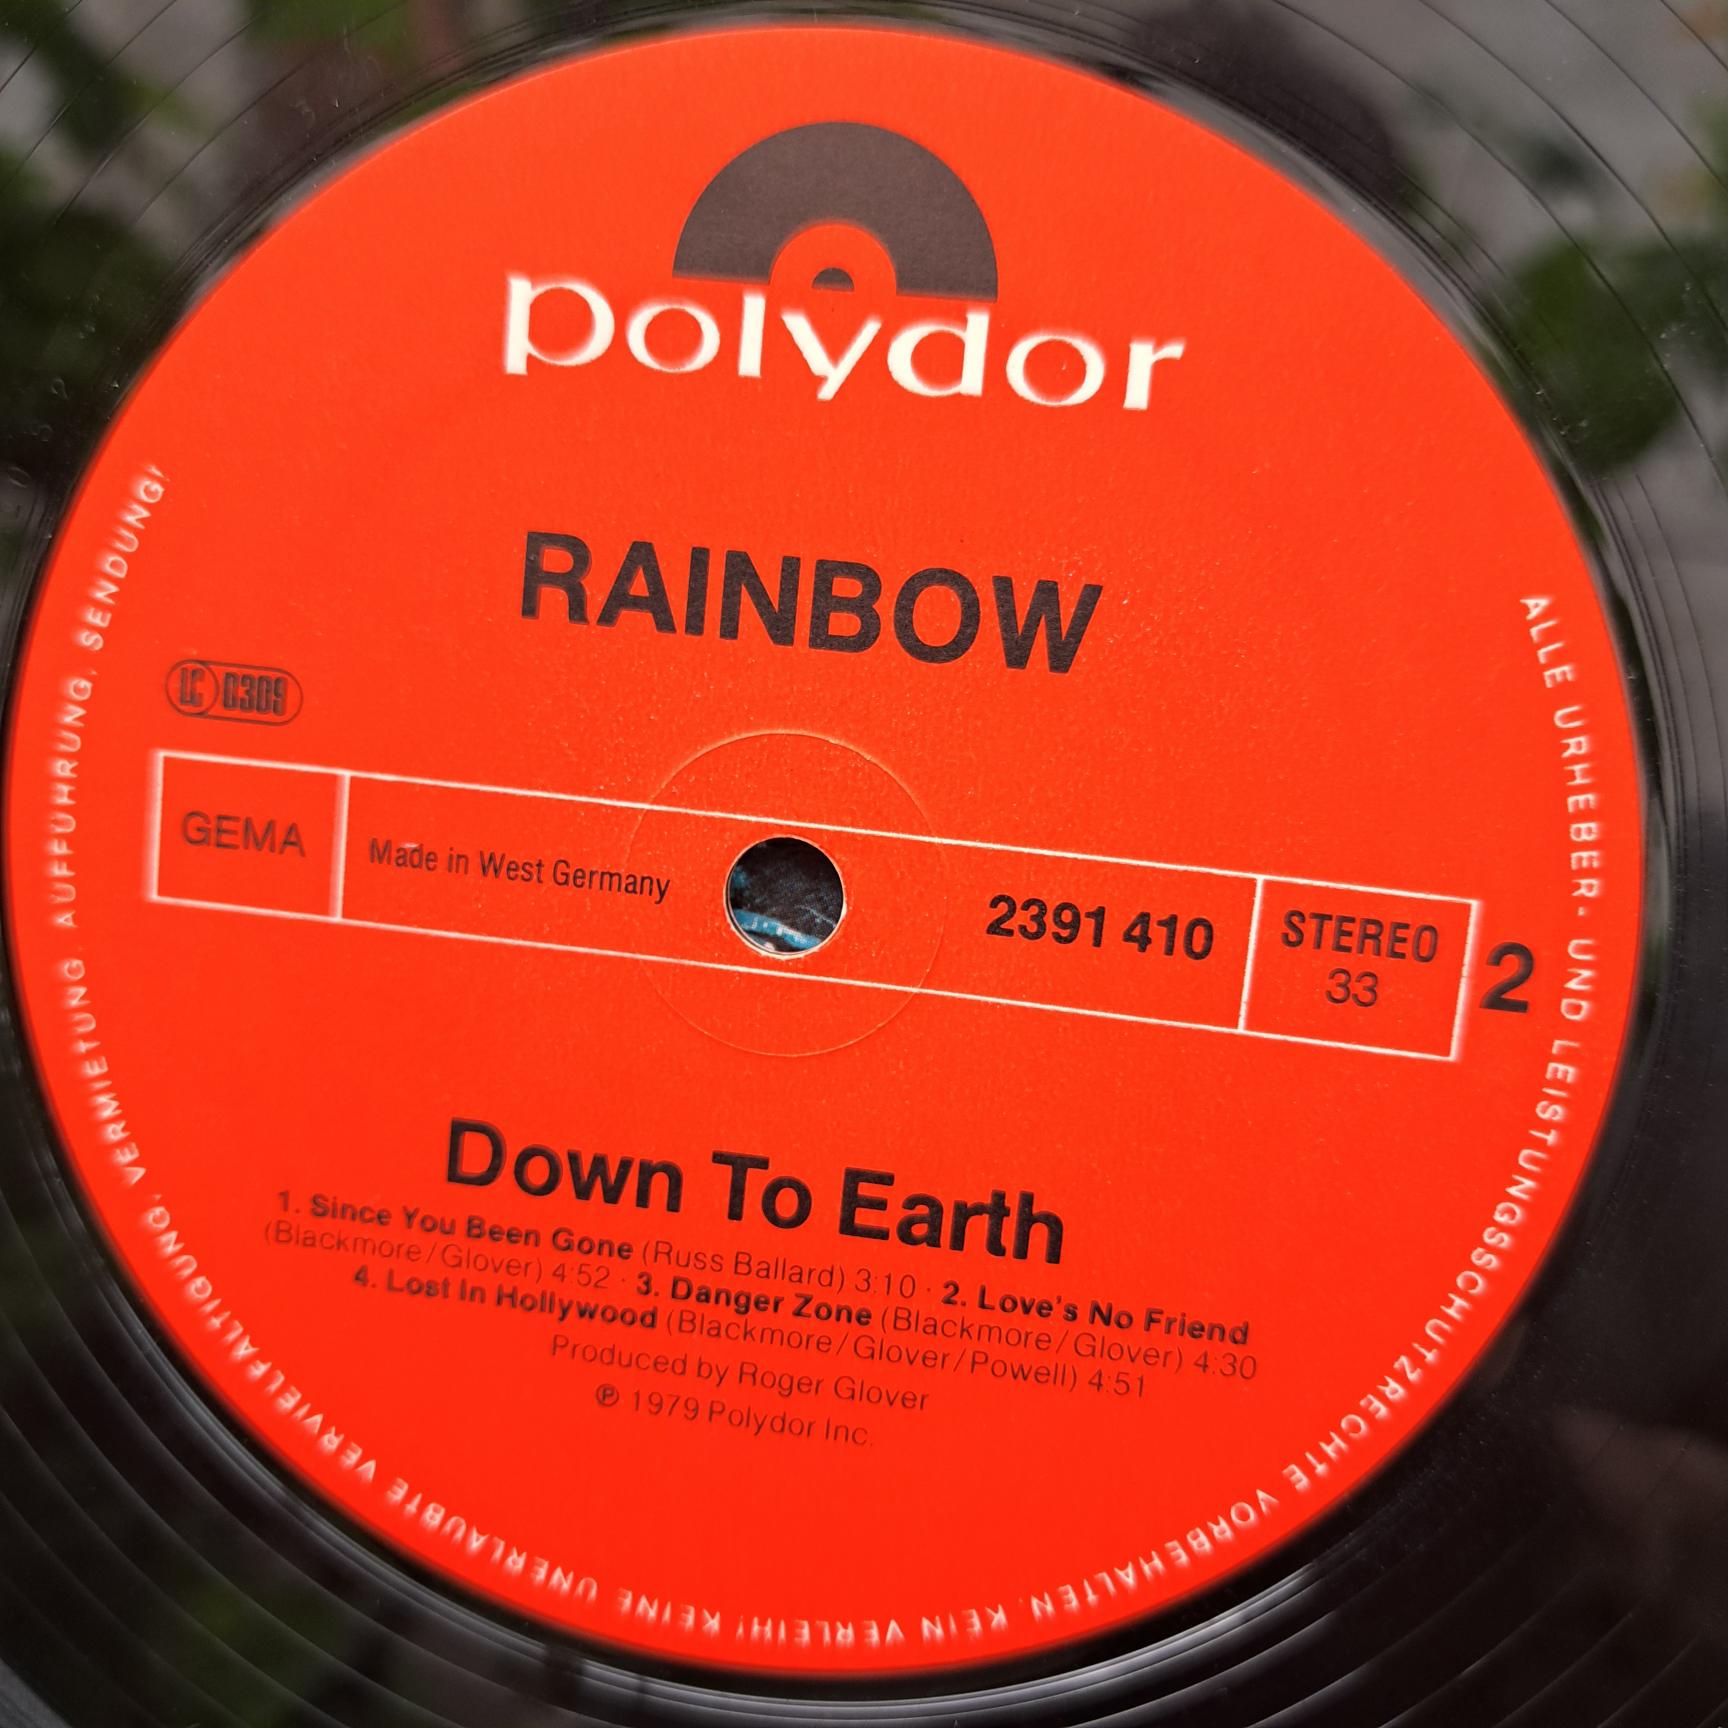 polydor
RAINBOW
LC 0309
GEMA
Made in West Germany
2391 410
STEREO
33
2
Down To Earth
1. Since You Been Gone (Russ Ballard) 3:10 · 2. Love's No Friend
(Blackmore/Glover) 4:52 · 3. Danger Zone (Blackmore/Glover) 4:30
4. Lost In Hollywood (Blackmore/Glover/Powell) 4:51
Produced by Roger Glover
℗ 1979 Polydor Inc.
ALLE URHEBER- UND LEISTUNGSSCHUTZRECHTE VORBEHALTEN. KEIN VERLEIH! KEINE UNERLAUBTE VERVIELFÄLTIGUNG, VERMIETUNG, AUFFÜHRUNG, SENDUNG!